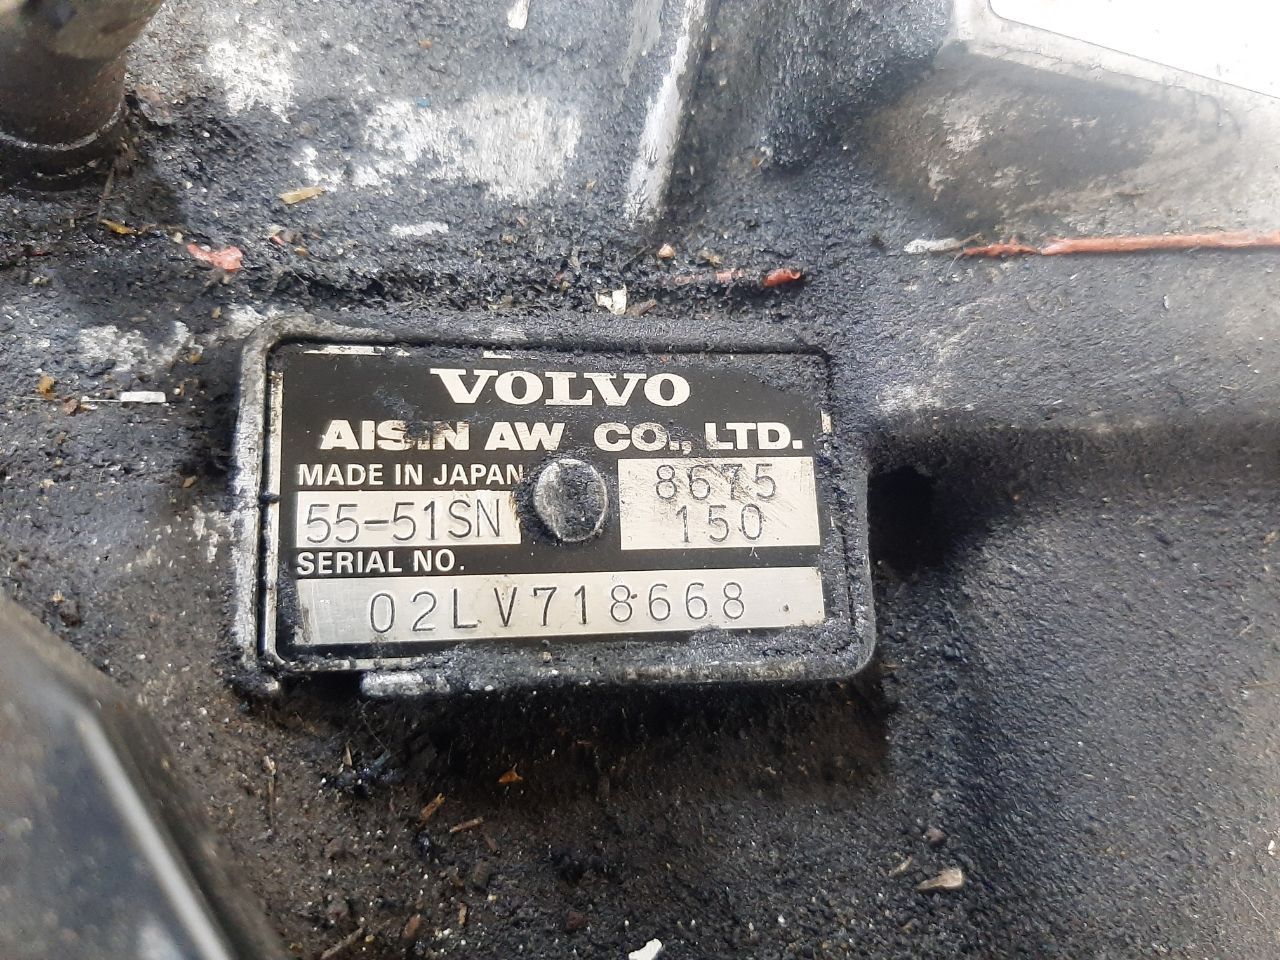 VOLVO
AISIN AW CO., LTD.
MADE IN JAPAN
55-51SN
8675
150
SERIAL NO.
02LV718668